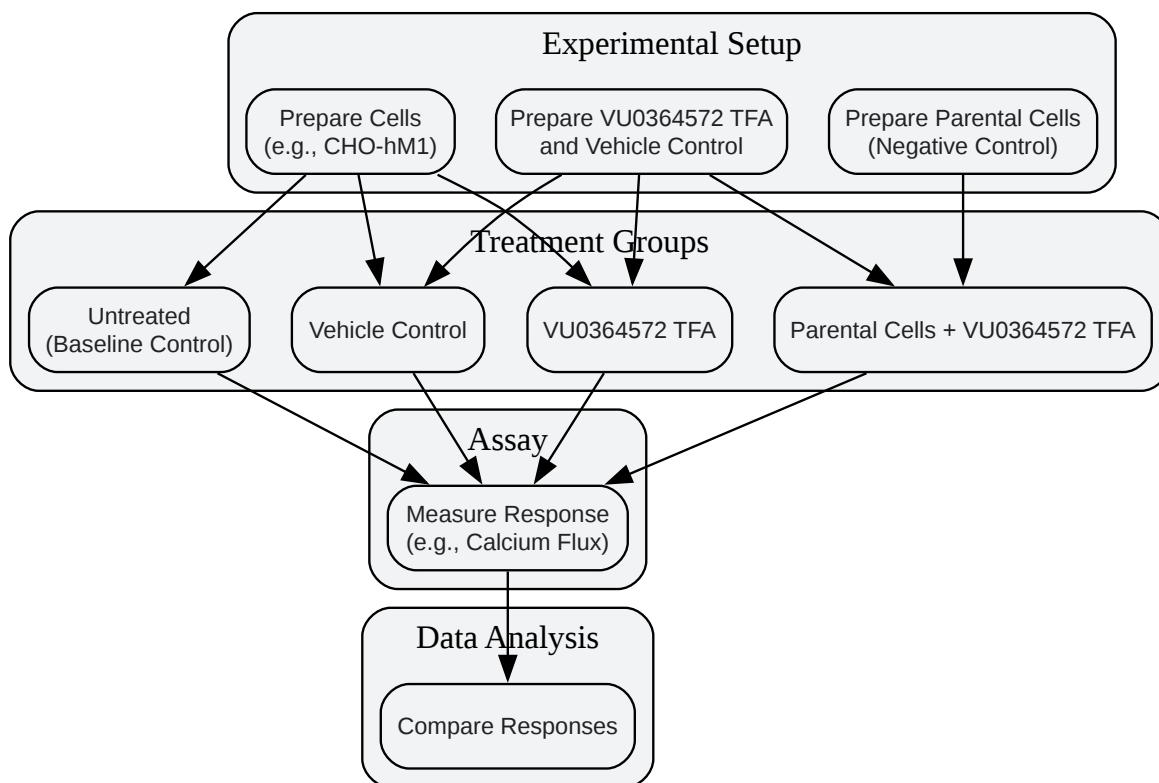 Experimental Setup
Prepare Cells
(e.g., CHO-hM1)
Prepare VU0364572 TFA
and Vehicle Control
Prepare Parental Cells
(Negative Control)
Treatment Groups
Untreated
(Baseline Control)
Vehicle Control
VU0364572 TFA
Parental Cells + VU0364572 TFA
Assay
Measure Response
(e.g., Calcium Flux)
Data Analysis
Compare Responses